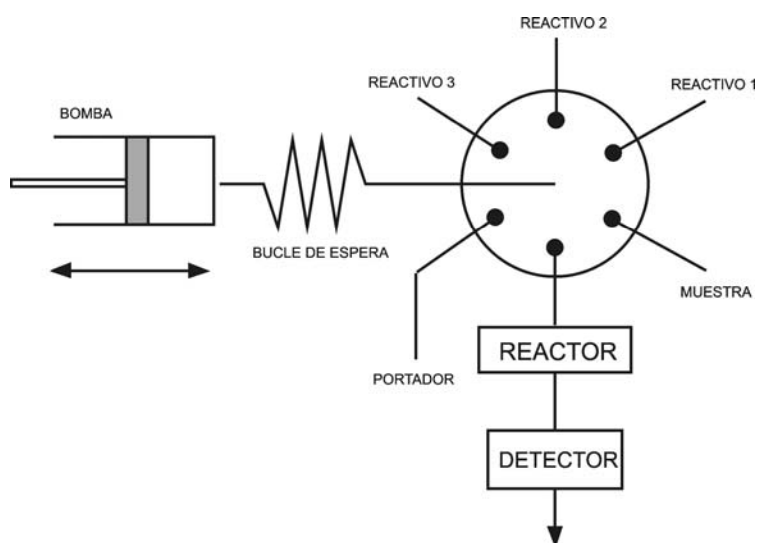 REACTIVO 2
REACTIVO 3
REACTIVO 1
BOMBA
BUCLE DE ESPERA
MUESTRA
PORTADOR
REACTOR
DETECTOR